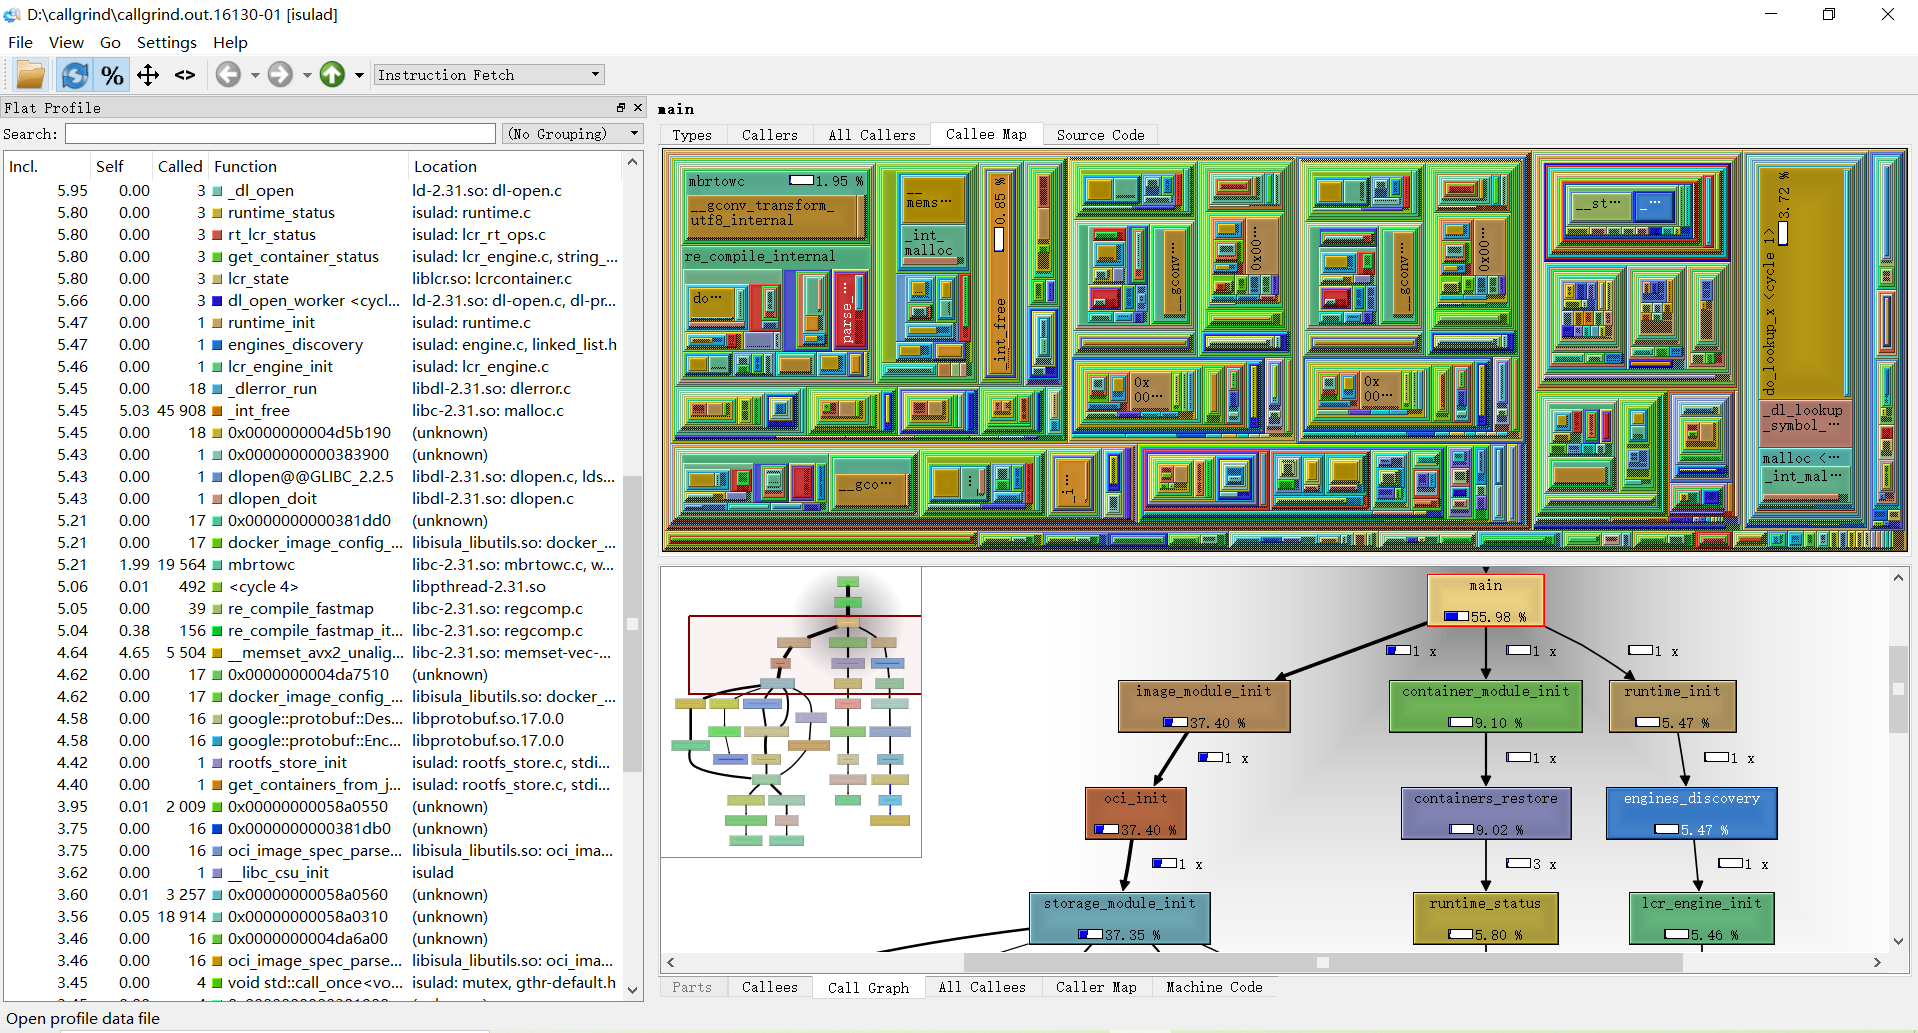 D:\callgrind\callgrind.out.16130-01 [isulad]
File View Go Settings Help
% <> Instruction Fetch
Flat Profile
Search: (No Grouping)
Incl. Self Called Function Location
5.95 0.00 3 _dl_open ld-2.31.so: dl-open.c
5.80 0.00 3 runtime_status isulad: runtime.c
5.80 0.00 3 rt_lcr_status isulad: lcr_rt_ops.c
5.80 0.00 3 get_container_status isulad: lcr_engine.c, string_...
5.80 0.00 3 lcr_state liblcr.so: lcrcontainer.c
5.66 0.00 3 dl_open_worker <cycl... ld-2.31.so: dl-open.c, dl-pr...
5.47 0.00 1 runtime_init isulad: runtime.c
5.47 0.00 1 engines_discovery isulad: engine.c, linked_list.h
5.46 0.00 1 lcr_engine_init isulad: lcr_engine.c
5.45 0.00 18 _dlerror_run libdl-2.31.so: dlerror.c
5.45 5.03 45 908 _int_free libc-2.31.so: malloc.c
5.45 0.00 18 0x0000000004d5b190 (unknown)
5.43 0.00 1 0x0000000000383900 (unknown)
5.43 0.00 1 dlopen@@GLIBC_2.2.5 libdl-2.31.so: dlopen.c, lds...
5.43 0.00 1 dlopen_doit libdl-2.31.so: dlopen.c
5.21 0.00 17 0x0000000000381dd0 (unknown)
5.21 0.00 17 docker_image_config_... libisula_libutils.so: docker_...
5.21 1.99 19 564 mbrtowc libc-2.31.so: mbrtowc.c, w...
5.06 0.01 492 <cycle 4> libpthread-2.31.so
5.05 0.00 39 re_compile_fastmap libc-2.31.so: regcomp.c
5.04 0.38 156 re_compile_fastmap_it... libc-2.31.so: regcomp.c
4.64 4.65 5 504 __memset_avx2_unalig... libc-2.31.so: memset-vec-...
4.62 0.00 17 0x0000000004da7510 (unknown)
4.62 0.00 17 docker_image_config_... libisula_libutils.so: docker_...
4.58 0.00 16 google::protobuf::Des... libprotobuf.so.17.0.0
4.58 0.00 16 google::protobuf::Enc... libprotobuf.so.17.0.0
4.42 0.00 1 rootfs_store_init isulad: rootfs_store.c, stdi...
4.40 0.00 1 get_containers_from_j... isulad: rootfs_store.c, stdi...
3.95 0.01 2 009 0x00000000058a0550 (unknown)
3.75 0.00 16 0x0000000000381db0 (unknown)
3.75 0.00 16 oci_image_spec_parse... libisula_libutils.so: oci_ima...
3.62 0.00 1 __libc_csu_init isulad
3.60 0.01 3 257 0x00000000058a0560 (unknown)
3.56 0.05 18 914 0x00000000058a0310 (unknown)
3.46 0.00 16 0x0000000004da6a00 (unknown)
3.46 0.00 16 oci_image_spec_parse... libisula_libutils.so: oci_ima...
3.45 0.00 4 void std::call_once<vo... isulad: mutex, gthr-default.h
main
Types Callers All Callers Callee Map Source Code
mbrtowc 1.95 %
__gconv_transform_
utf8_internal
re_compile_internal
do⋯
parse_⋯
__
mems⋯
_int_
malloc
_int_free 0.85 %
__gconv⋯
0x00⋯
__gconv⋯
0x00⋯
0x
00⋯
0x
00⋯
__gco⋯
__st⋯
_⋯
do_lookup_x <cycle 1> 3.72 %
_dl_lookup
_symbol_⋯
malloc <⋯
_int_mal⋯
main
55.98 %
1 x 1 x 1 x
image_module_init container_module_init runtime_init
37.40 % 9.10 % 5.47 %
1 x 1 x 1 x
oci_init containers_restore engines_discovery
37.40 % 9.02 % 5.47 %
1 x 3 x 1 x
storage_module_init runtime_status lcr_engine_init
37.35 % 5.80 % 5.46 %
Parts Callees Call Graph All Callees Caller Map Machine Code
Open profile data file